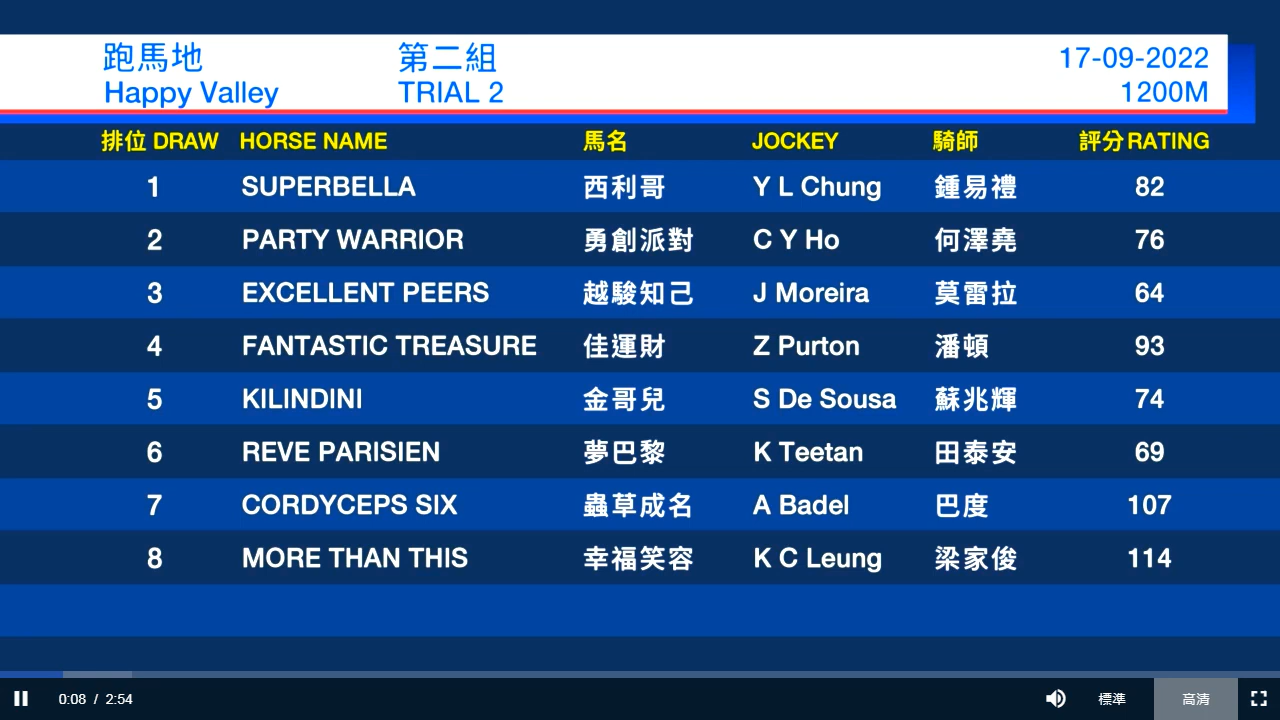 跑馬地 第二組 17-09-2022
Happy Valley TRIAL 2 1200M
排位 DRAW HORSE NAME 馬名 JOCKEY 騎師 評分 RATING
1 SUPERBELLA 西利哥 Y L Chung 鍾易禮 82
2 PARTY WARRIOR 勇創派對 C Y Ho 何澤堯 76
3 EXCELLENT PEERS 越駿知己 J Moreira 莫雷拉 64
4 FANTASTIC TREASURE 佳運財 Z Purton 潘頓 93
5 KILINDINI 金哥兒 S De Sousa 蘇兆輝 74
6 REVE PARISIEN 夢巴黎 K Teetan 田泰安 69
7 CORDYCEPS SIX 蟲草成名 A Badel 巴度 107
8 MORE THAN THIS 幸福笑容 K C Leung 梁家俊 114
0:08 / 2:54 標準 高清